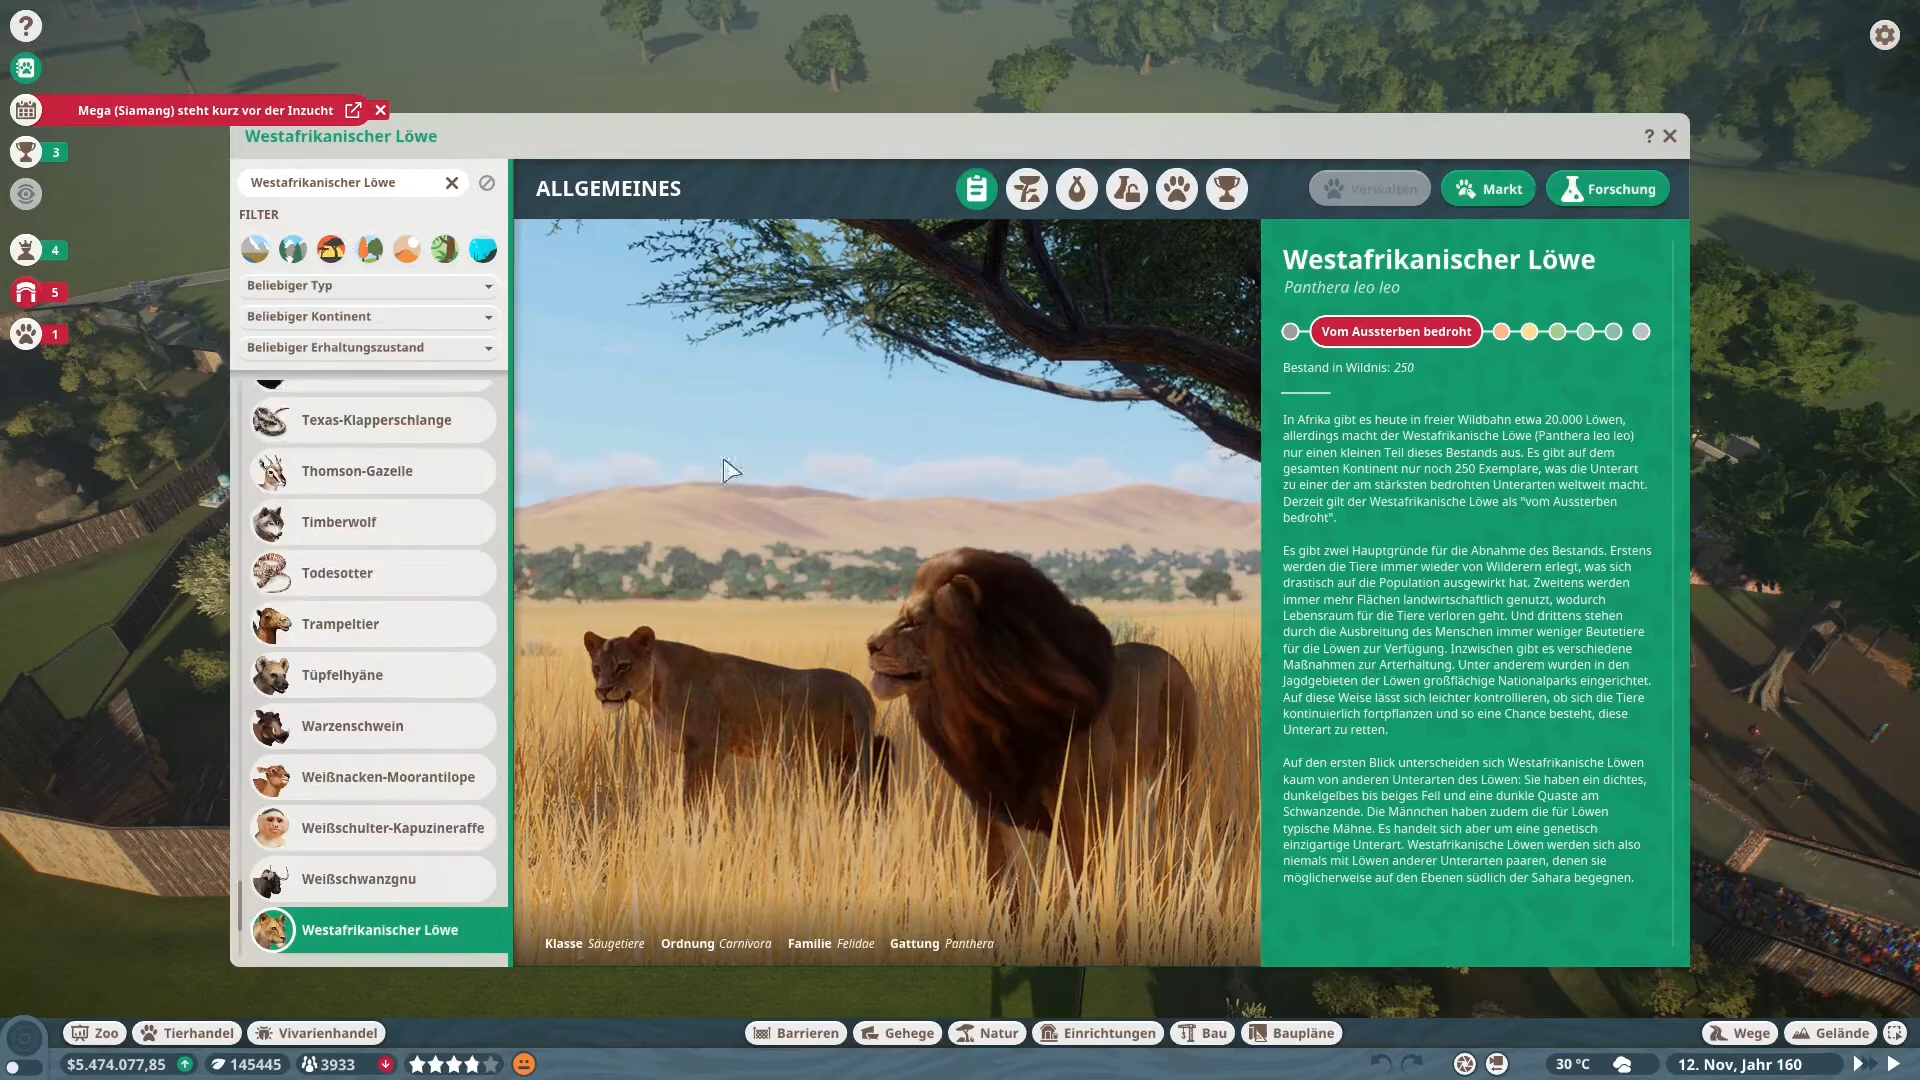 ?
Mega (Siamang) steht kurz vor der Inzucht
3
4
5
1
Westafrikanischer Löwe
?
Westafrikanischer Löwe
FILTER
Beliebiger Typ
Beliebiger Kontinent
Beliebiger Erhaltungszustand
Texas-Klapperschlange
Thomson-Gazelle
Timberwolf
Todesotter
Trampeltier
Tüpfelhyäne
Warzenschwein
Weißnacken-Moorantilope
Weißschulter-Kapuzineraffe
Weißschwanzgnu
Westafrikanischer Löwe
ALLGEMEINES
Verwalten
Markt
Forschung
Klasse Säugetiere Ordnung Carnivora Familie Felidae Gattung Panthera
Westafrikanischer Löwe
Panthera leo leo
Vom Aussterben bedroht
Bestand in Wildnis: 250
In Afrika gibt es heute in freier Wildbahn etwa 20.000 Löwen,
allerdings macht der Westafrikanische Löwe (Panthera leo leo)
nur einen kleinen Teil dieses Bestands aus. Es gibt auf dem
gesamten Kontinent nur noch 250 Exemplare, was die Unterart
zu einer der am stärksten bedrohten Unterarten weltweit macht.
Derzeit gilt der Westafrikanische Löwe als "vom Aussterben
bedroht".
Es gibt zwei Hauptgründe für die Abnahme des Bestands. Erstens
werden die Tiere immer wieder von Wilderern erlegt, was sich
drastisch auf die Population ausgewirkt hat. Zweitens werden
immer mehr Flächen landwirtschaftlich genutzt, wodurch
Lebensraum für die Tiere verloren geht. Und drittens stehen
durch die Ausbreitung des Menschen immer weniger Beutetiere
für die Löwen zur Verfügung. Inzwischen gibt es verschiedene
Maßnahmen zur Arterhaltung. Unter anderem wurden in den
Jagdgebieten der Löwen großflächige Nationalparks eingerichtet.
Auf diese Weise lässt sich leichter kontrollieren, ob sich die Tiere
kontinuierlich fortpflanzen und so eine Chance besteht, diese
Unterart zu retten.
Auf den ersten Blick unterscheiden sich Westafrikanische Löwen
kaum von anderen Unterarten des Löwen: Sie haben ein dichtes,
dunkelgelbes bis beiges Fell und eine dunkle Quaste am
Schwanzende. Die Männchen haben zudem die für Löwen
typische Mähne. Es handelt sich aber um eine genetisch
einzigartige Unterart. Westafrikanische Löwen werden sich also
niemals mit Löwen anderer Unterarten paaren, denen sie
möglicherweise auf den Ebenen südlich der Sahara begegnen.
Zoo
Tierhandel
Vivarienhandel
Barrieren
Gehege
Natur
Einrichtungen
Bau
Baupläne
Wege
Gelände
$5.474.077,85
145445
3933
30 °C
12. Nov, Jahr 160